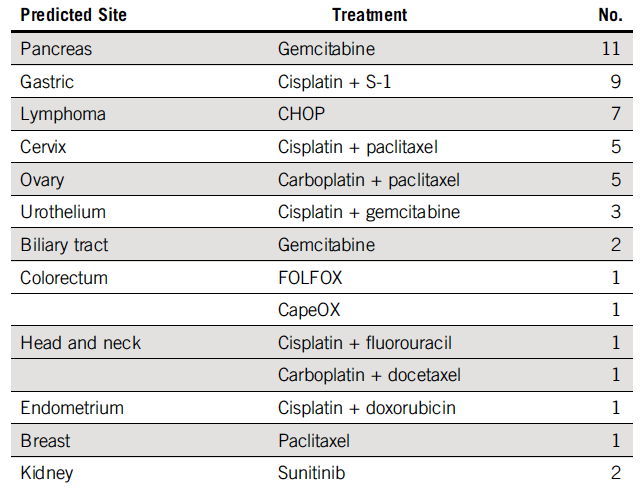 Predicted Site Treatment No.
Pancreas Gemcitabine 11
Gastric Cisplatin + S-1 9
Lymphoma CHOP 7
Cervix Cisplatin + paclitaxel 5
Ovary Carboplatin + paclitaxel 5
Urothelium Cisplatin + gemcitabine 3
Biliary tract Gemcitabine 2
Colorectum FOLFOX 1
CapeOX 1
Head and neck Cisplatin + fluorouracil 1
Carboplatin + docetaxel 1
Endometrium Cisplatin + doxorubicin 1
Breast Paclitaxel 1
Kidney Sunitinib 2